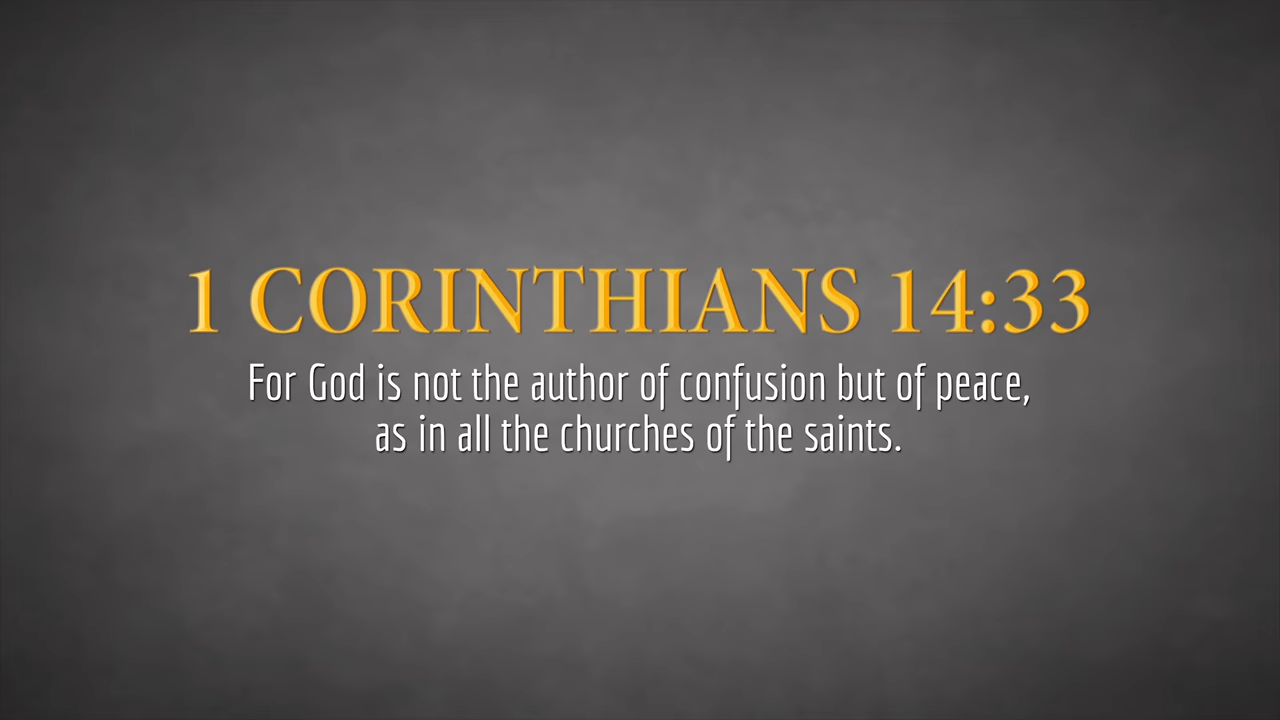 1 CORINTHIANS 14:33
For God is not the author of confusion but of peace,
as in all the churches of the saints.